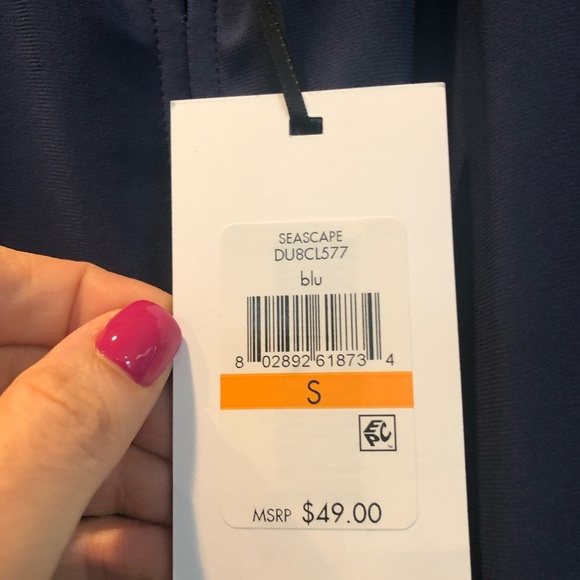 SEASCAPE
DU8CL577
blu
8 02892 61873 4
S
EPC
MSRP $49.00